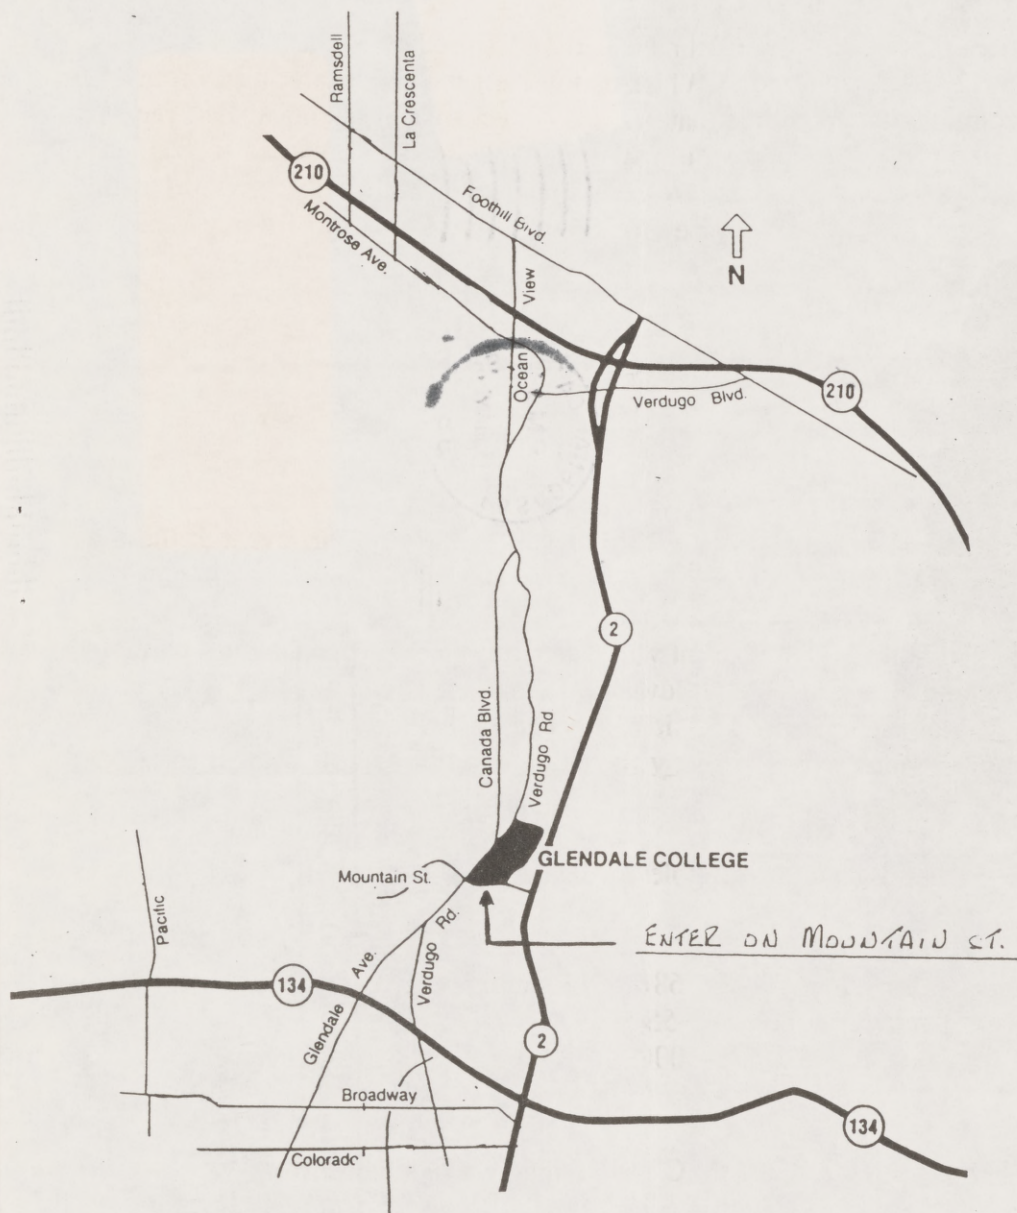 Ramsdell
La Crescenta
210
Foothill Blvd.
Montrose Ave.
N
View
Ocean
Verdugo Blvd.
210
2
Canada Blvd.
Verdugo Rd
GLENDALE COLLEGE
Mountain St.
Pacific
ENTER ON MOUNTAIN ST.
Verdugo Rd.
Glendale Ave.
134
2
Broadway
134
Colorado